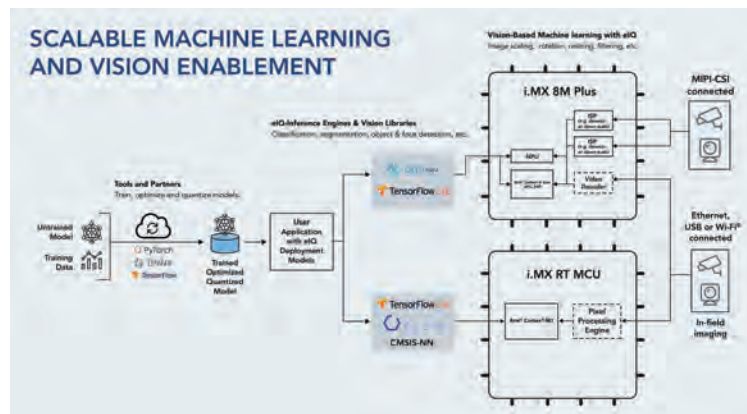 SCALABLE MACHINE LEARNING
AND VISION ENABLEMENT
Vision-Based Machine learning with eIQ
Image scaling, rotation, resizing, filtering, etc.
i.MX 8M Plus
MIPI-CSI
connected
eIQ-Inference Engines & Vision Libraries
Classification, segmentation, object & face detection, etc.
ISP
ISP
NPU
Video
TensorFlow
Tools and Partners
Train, optimize and quantize models.
Untrained
Model
Training
Data
PyTorch
TensorFlow
Trained
Optimized
Quantized
Model
User
Application
with eIQ
Deployment
Models
Ethernet,
USB or Wi-Fi®
connected
i.MX RT MCU
TensorFlow
CMSIS-NN
Pixel
Processing
Engine
In-field
imaging